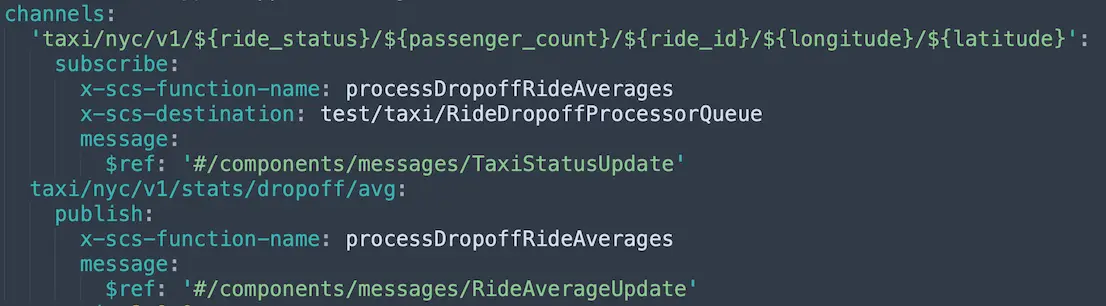 channels:
  'taxi/nyc/v1/${ride_status}/${passenger_count}/${ride_id}/${longitude}/${latitude}':
    subscribe:
      x-scs-function-name: processDropoffRideAverages
      x-scs-destination: test/taxi/RideDropoffProcessorQueue
      message:
        $ref: '#/components/messages/TaxiStatusUpdate'
  taxi/nyc/v1/stats/dropoff/avg:
    publish:
      x-scs-function-name: processDropoffRideAverages
      message:
        $ref: '#/components/messages/RideAverageUpdate'